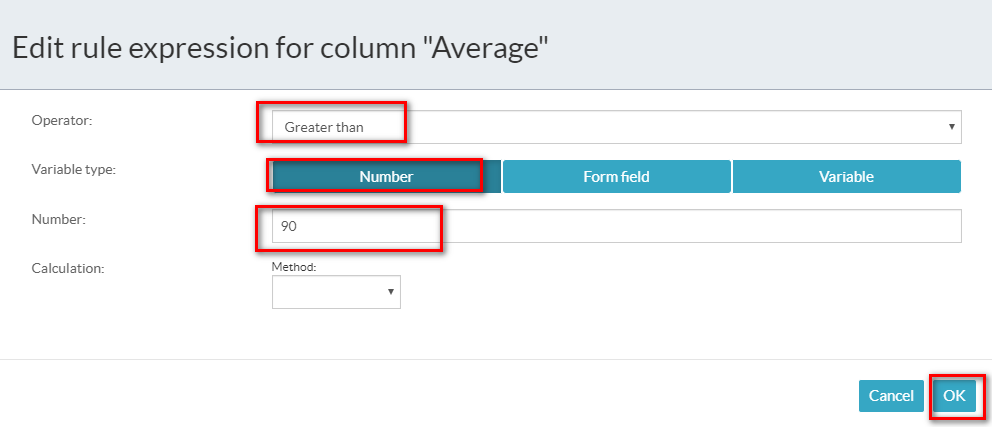 Edit rule expression for column "Average"
Operator:
Greater than
Variable type:
Number
Form field
Variable
Number:
90
Calculation:
Method:
Cancel
OK